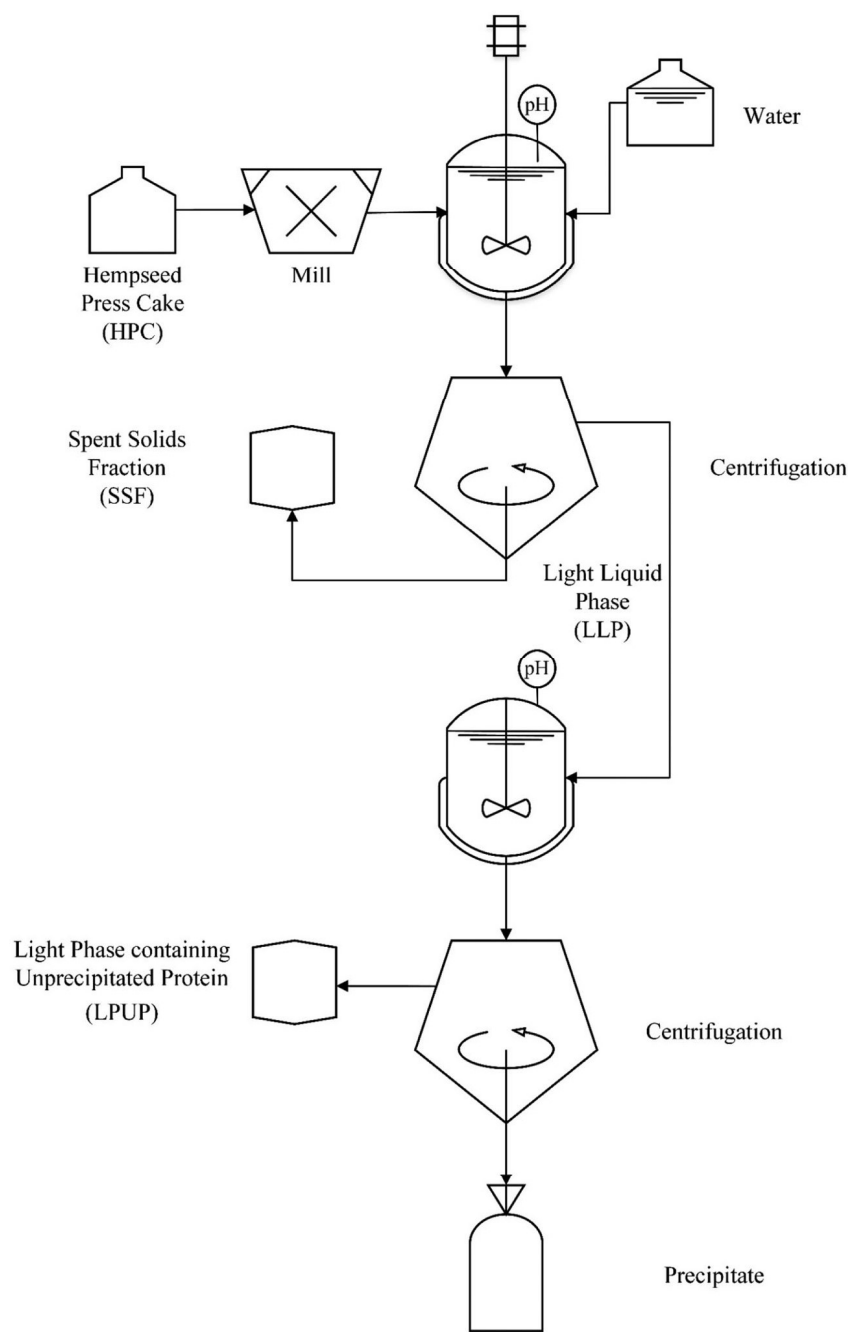 pH
Water
Hempseed
Press Cake
(HPC)
Mill
Spent Solids
Fraction
(SSF)
Centrifugation
Light Liquid
Phase
(LLP)
pH
Light Phase containing
Unprecipitated Protein
(LPUP)
Centrifugation
Precipitate